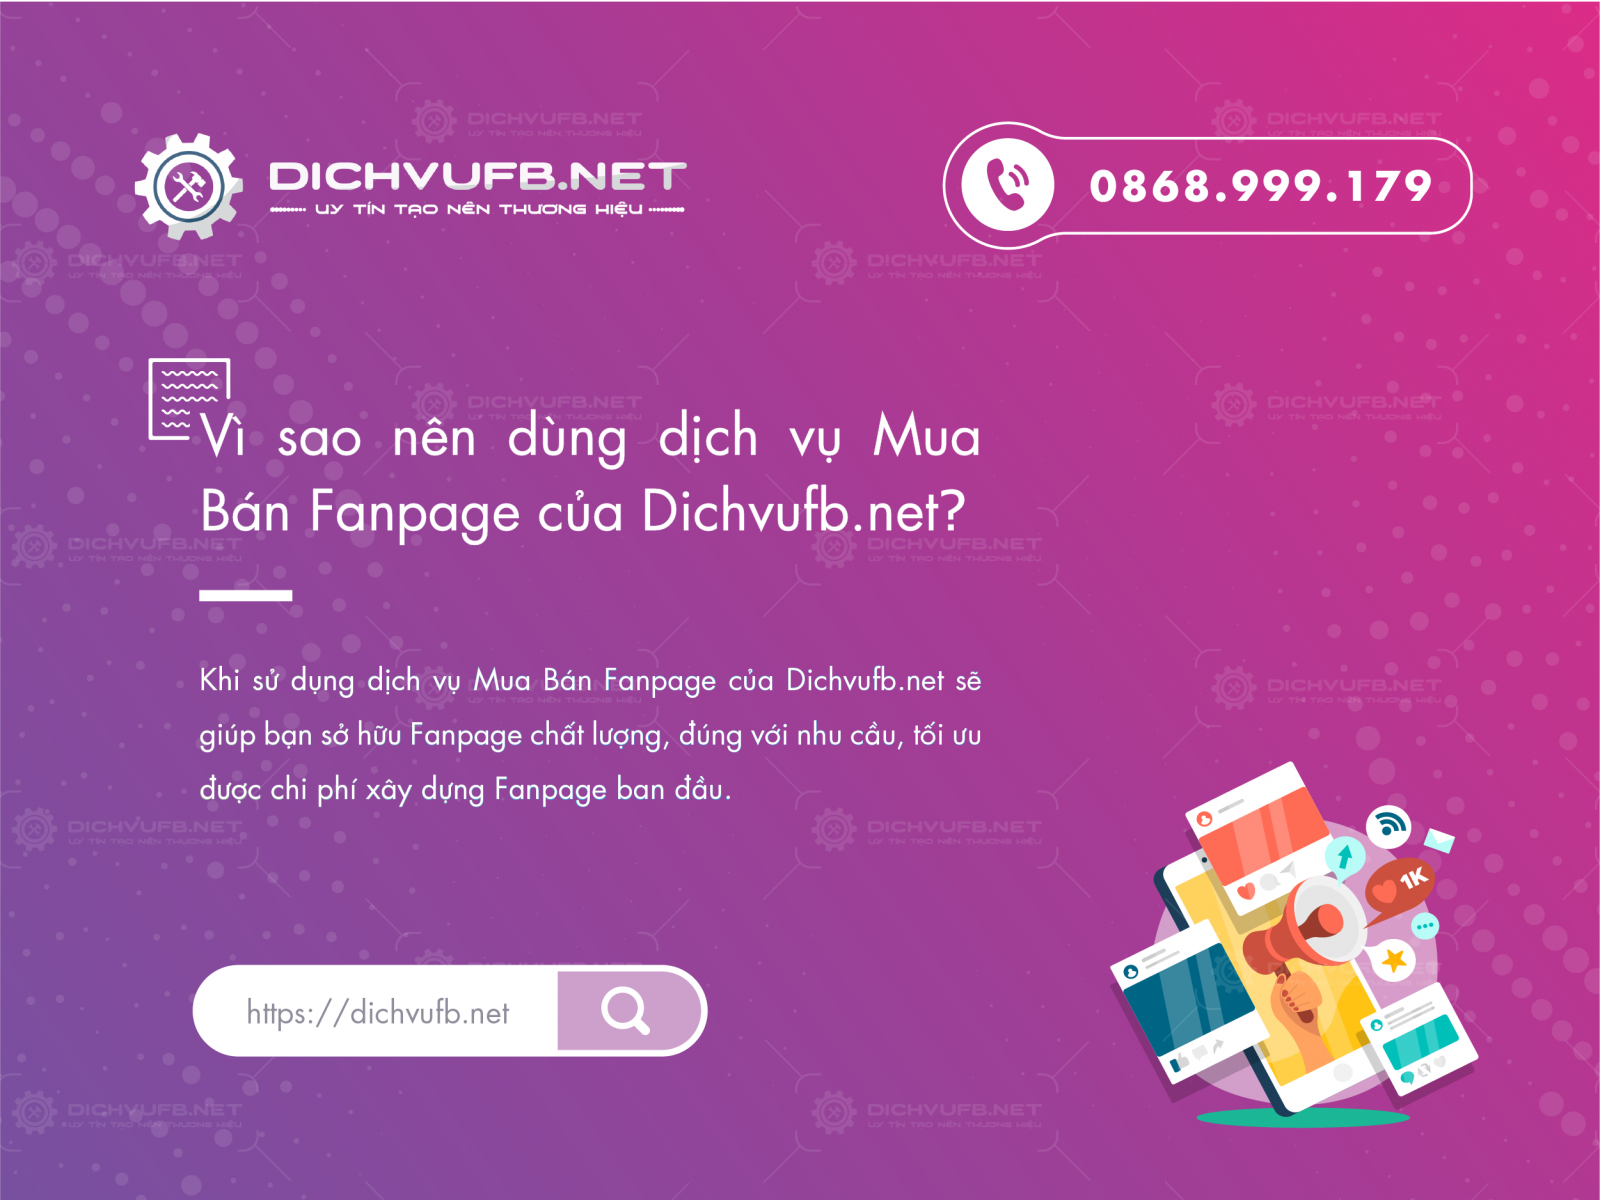 DICHVUFB.NET
UY TÍN TẠO NÊN THƯƠNG HIỆU
0868.999.179
Vì sao nên dùng dịch vụ Mua
Bán Fanpage của Dichvufb.net?
Khi sử dụng dịch vụ Mua Bán Fanpage của Dichvufb.net sẽ
giúp bạn sở hữu Fanpage chất lượng, đúng với nhu cầu, tối ưu
được chi phí xây dựng Fanpage ban đầu.
1K
https://dichvufb.net